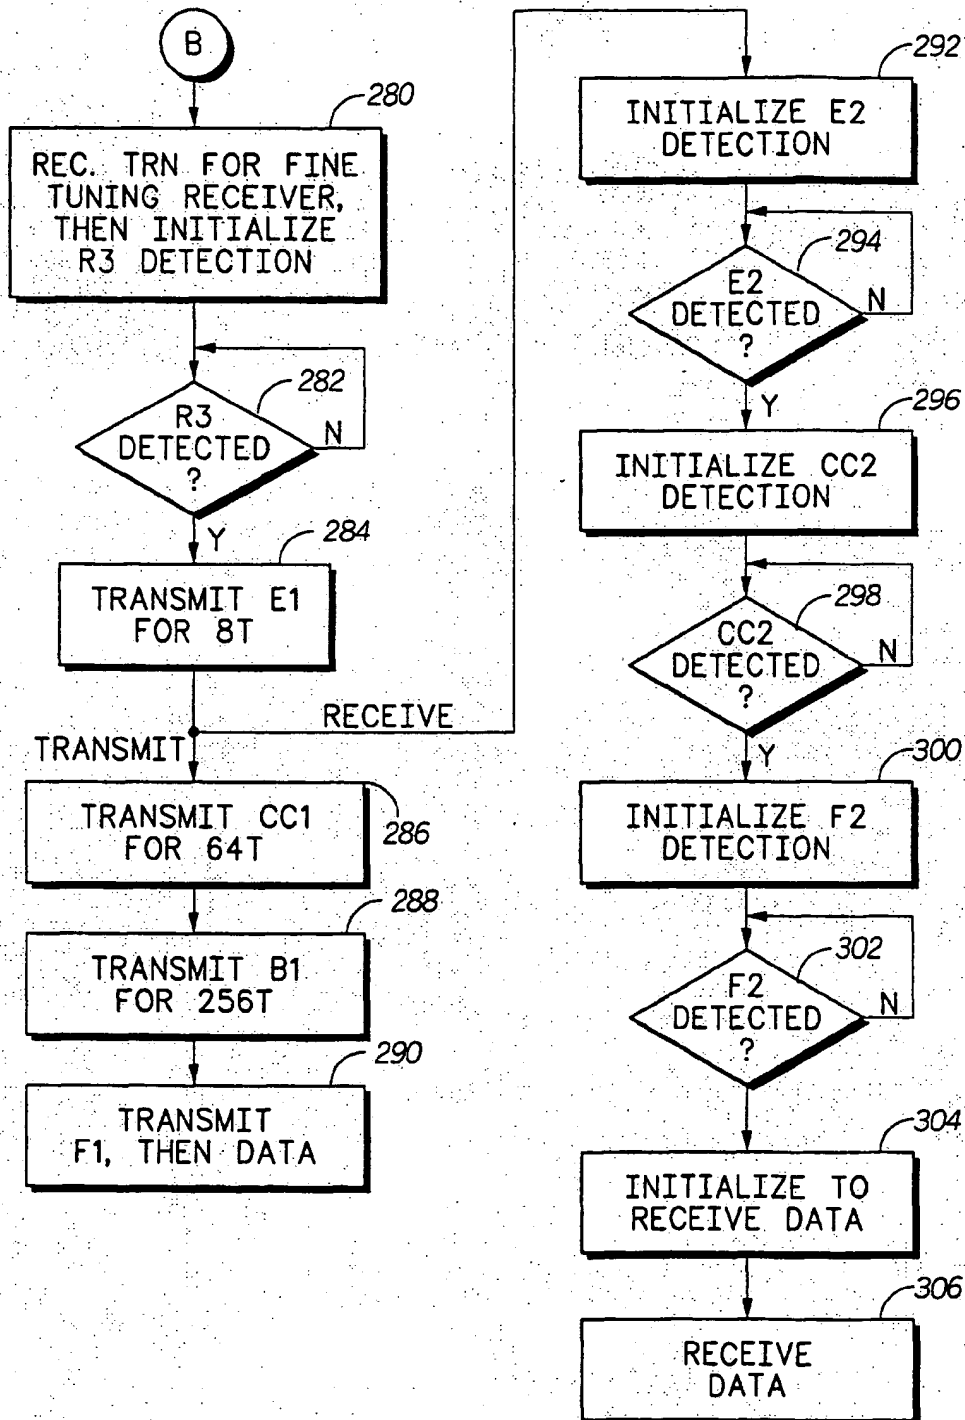 B
280
REC. TRN FOR FINE
TUNING RECEIVER,
THEN INITIALIZE
R3 DETECTION
282
R3
DETECTED
?
N
Y
284
TRANSMIT E1
FOR 8T
RECEIVE
TRANSMIT
TRANSMIT CC1
FOR 64T
286
288
TRANSMIT B1
FOR 256T
290
TRANSMIT
F1, THEN DATA
292
INITIALIZE E2
DETECTION
294
E2
DETECTED
?
N
Y
296
INITIALIZE CC2
DETECTION
298
CC2
DETECTED
?
N
Y
300
INITIALIZE F2
DETECTION
302
F2
DETECTED
?
N
304
INITIALIZE TO
RECEIVE DATA
306
RECEIVE
DATA